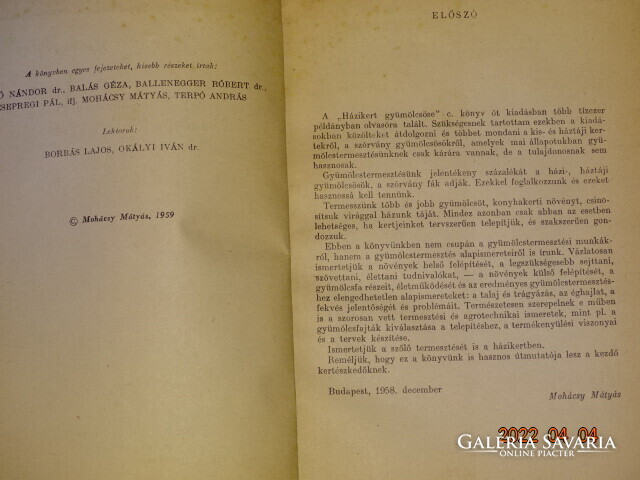 A könyvben egyes fejezeteket, kisebb részeket írtak:
Ó NÁNDOR dr., BALÁS GÉZA, BALLENEGGER RÓBERT dr.,
SEPREGI PÁL, ifj. MOHÁCSY MÁTYÁS, TERPÓ ANDRÁS
Lektorok:
BORBÁS LAJOS, OKÁLYI IVÁN dr.
© Mohácsy Mátyás, 1959
ELŐSZÓ
A „Házikert gyümölcsöse" c. könyv öt kiadásban több tízezer
példányban olvasóra talált. Szükségesnek tartottam ezekben a kiadá-
sokban közölteket átdolgozni és többet mondani a kis- és háztáji ker-
tekről, a szórvány gyümölcsösökről, amelyek mai állapotukban gyü-
mölcstermesztésünknek csak kárára vannak, de a tulajdonosnak sem
hasznosak.
Gyümölcstermesztésünk jelentékeny százalékát a házi-, háztáji
gyümölcsösök, a szórvány fák adják. Ezekkel foglalkozunk és ezeket
hasznossá kell tennünk.
Termesszünk több és jobb gyümölcsöt, konyhakerti növényt, csino-
sítsuk virággal házunk táját. Mindez azonban csak abban az esetben
lehetséges, ha kertjeinket tervszerűen telepítjük, és szakszerűen gon-
dozzuk.
Ebben a könyvünkben nem csupán a gyümölcstermesztési munkák-
ról, hanem a gyümölcstermesztés alapismereteiről is írunk. Vázlatosan
ismertetjük a növények belső felépítését, a legszükségesebb sejttani,
szövettani, élettani tudnivalókat, — a növények külső felépítését, a
gyümölcsfa részeit, életműködését és az eredményes gyümölcstermesztés-
hez elengedhetetlen alapismereteket: a talaj és trágyázás, az éghajlat, a
fekvés jelentőségét és problémáit. Természetesen szerepelnek e műben
is a szorosan vett termesztési és agrotechnikai ismeretek, mint pl. a
gyümölcsfajták kiválasztása a telepítéshez, a termékenyülési viszonyai
és a tervek készítése.
Ismertetjük a szőlő termesztését is a házikertben.
Reméljük, hogy ez a könyvünk is hasznos útmutatója lesz a kezdő
kertészkedőknek.
Budapest, 1958. december
Mohácsy Mátyás
2022 04 04
GALERIA SAVARIA
ONLINE PIACTÉR